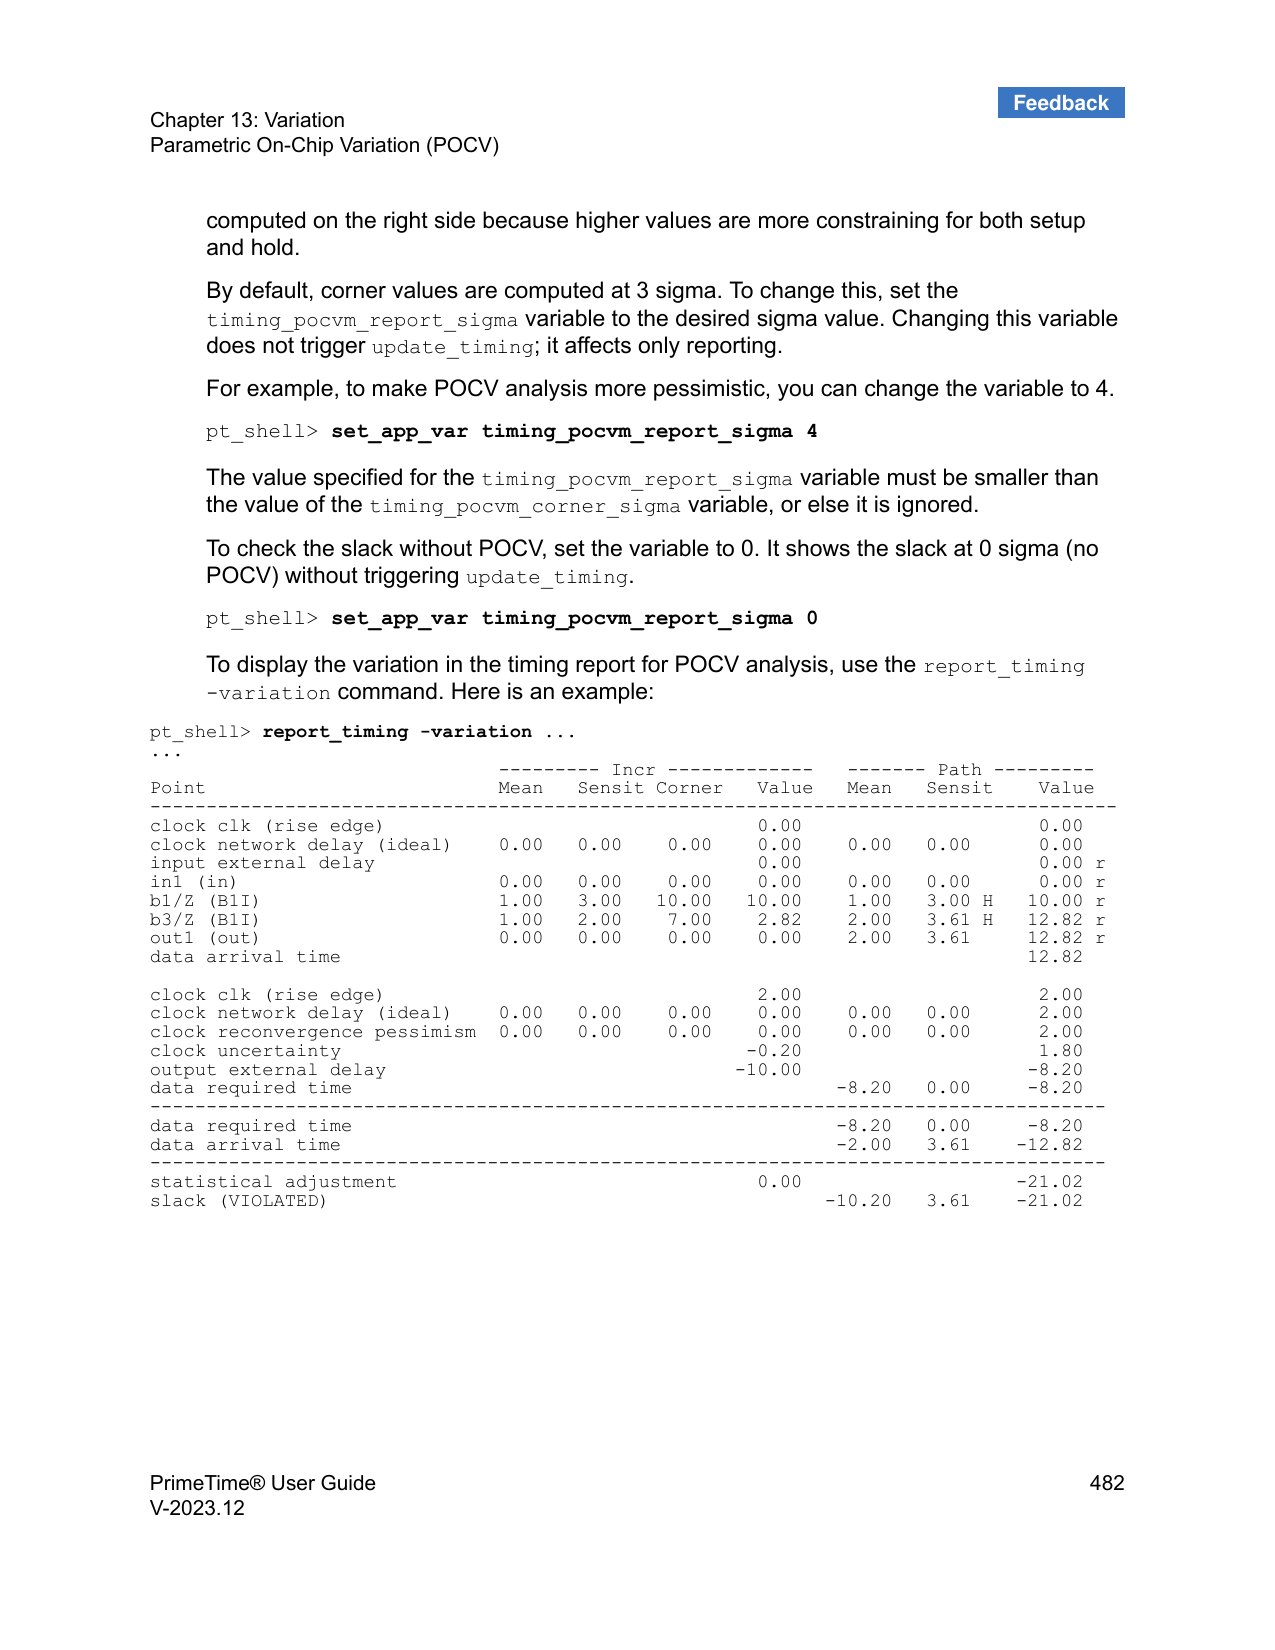 Feedback
Chapter 13: Variation
Parametric On-Chip Variation (POCV)
computed on the right side because higher values are more constraining for both setup
and hold.
By default, corner values are computed at 3 sigma. To change this, set the
timing_pocvm_report_sigma variable to the desired sigma value. Changing this variable
does not trigger update_timing; it affects only reporting.
For example, to make POCV analysis more pessimistic, you can change the variable to 4.
pt_shell> set_app_var timing_pocvm_report_sigma 4
The value specified for the timing_pocvm_report_sigma variable must be smaller than
the value of the timing_pocvm_corner_sigma variable, or else it is ignored.
To check the slack without POCV, set the variable to 0. It shows the slack at 0 sigma (no
POCV) without triggering update_timing.
pt_shell> set_app_var timing_pocvm_report_sigma 0
To display the variation in the timing report for POCV analysis, use the report_timing
-variation command. Here is an example:
pt_shell> report_timing -variation ...
...
                               --------- Incr -------------   ------- Path ---------
Point                          Mean   Sensit Corner   Value   Mean   Sensit    Value
--------------------------------------------------------------------------------------
clock clk (rise edge)                                 0.00                     0.00
clock network delay (ideal)    0.00   0.00    0.00    0.00    0.00   0.00      0.00
input external delay                                  0.00                     0.00 r
in1 (in)                       0.00   0.00    0.00    0.00    0.00   0.00      0.00 r
b1/Z (B1I)                     1.00   3.00   10.00   10.00    1.00   3.00 H   10.00 r
b3/Z (B1I)                     1.00   2.00    7.00    2.82    2.00   3.61 H   12.82 r
out1 (out)                     0.00   0.00    0.00    0.00    2.00   3.61     12.82 r
data arrival time                                                             12.82
clock clk (rise edge)                                 2.00                     2.00
clock network delay (ideal)    0.00   0.00    0.00    0.00    0.00   0.00      2.00
clock reconvergence pessimism  0.00   0.00    0.00    0.00    0.00   0.00      2.00
clock uncertainty                                    -0.20                     1.80
output external delay                               -10.00                    -8.20
data required time                                           -8.20   0.00     -8.20
-------------------------------------------------------------------------------------
data required time                                           -8.20   0.00     -8.20
data arrival time                                            -2.00   3.61    -12.82
-------------------------------------------------------------------------------------
statistical adjustment                                0.00                   -21.02
slack (VIOLATED)                                            -10.20   3.61    -21.02
PrimeTime® User Guide 482
V-2023.12